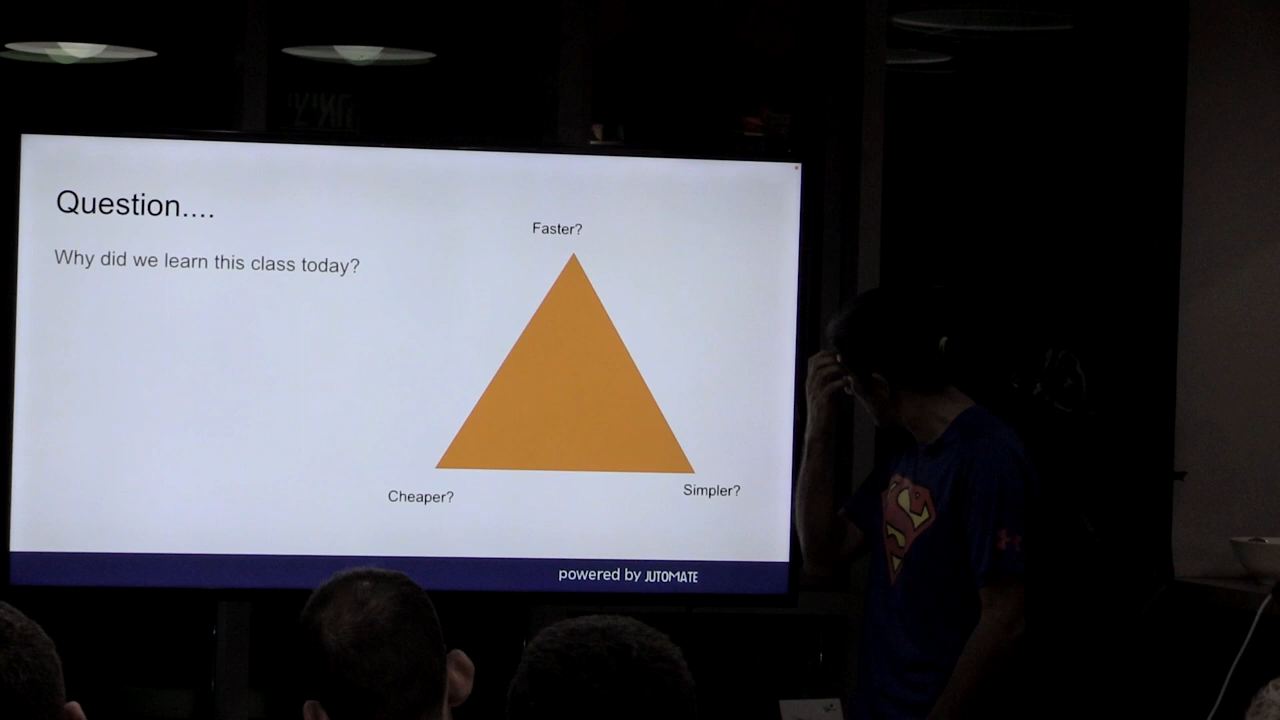 Question....
Why did we learn this class today?
Faster?
Cheaper?
Simpler?
powered by JUTOMATE